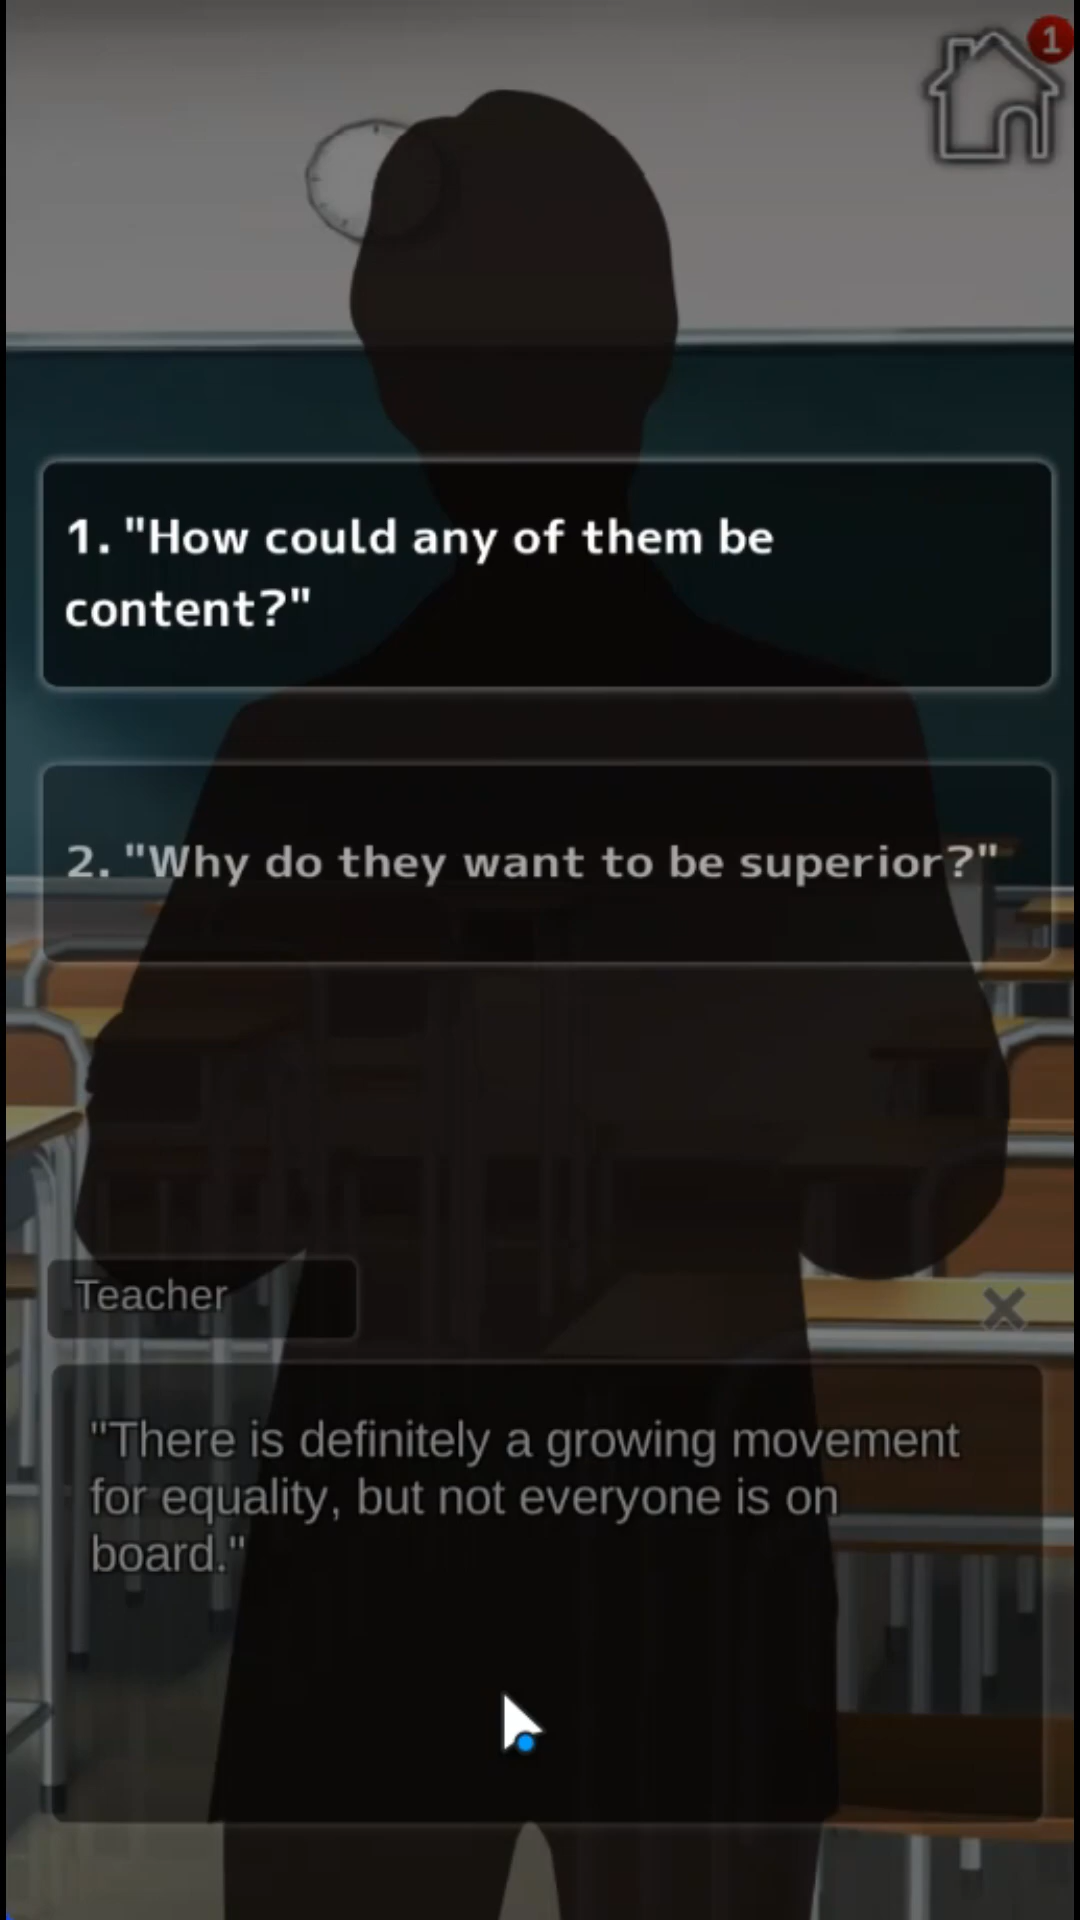 1
1. "How could any of them be
content?"
2. "Why do they want to be superior?"
Teacher
"There is definitely a growing movement
for equality, but not everyone is on
board."